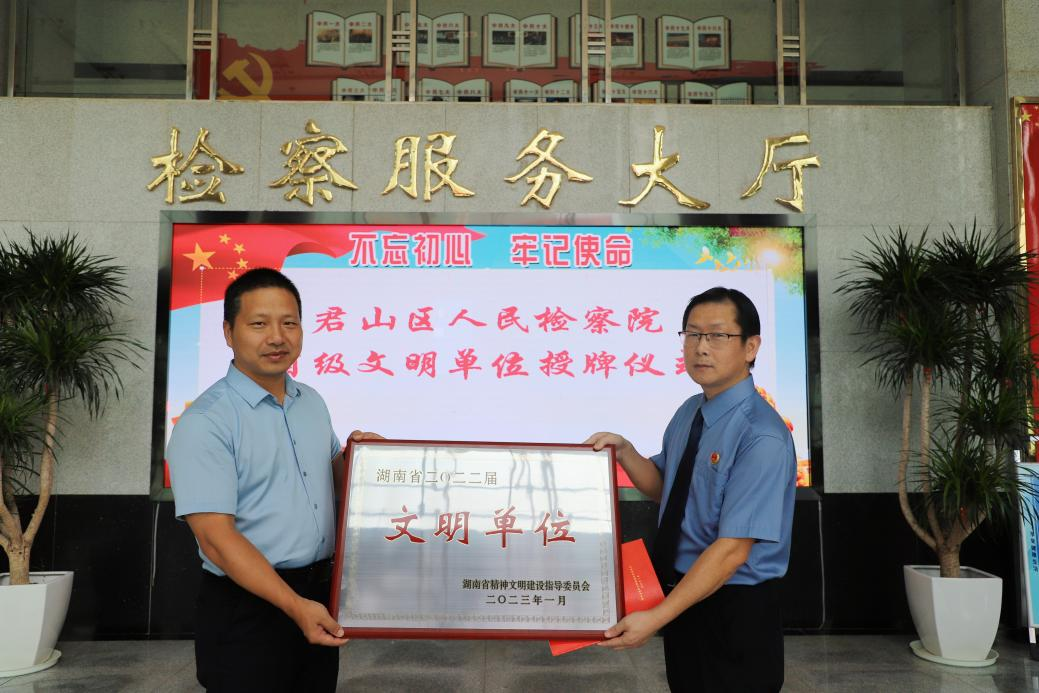 检察服务大厅
不忘初心 牢记使命
君山区人民检察院
级文明单位授牌仪式
湖南省二〇二二届
文明单位
湖南省精神文明建设指导委员会
二〇二三年一月